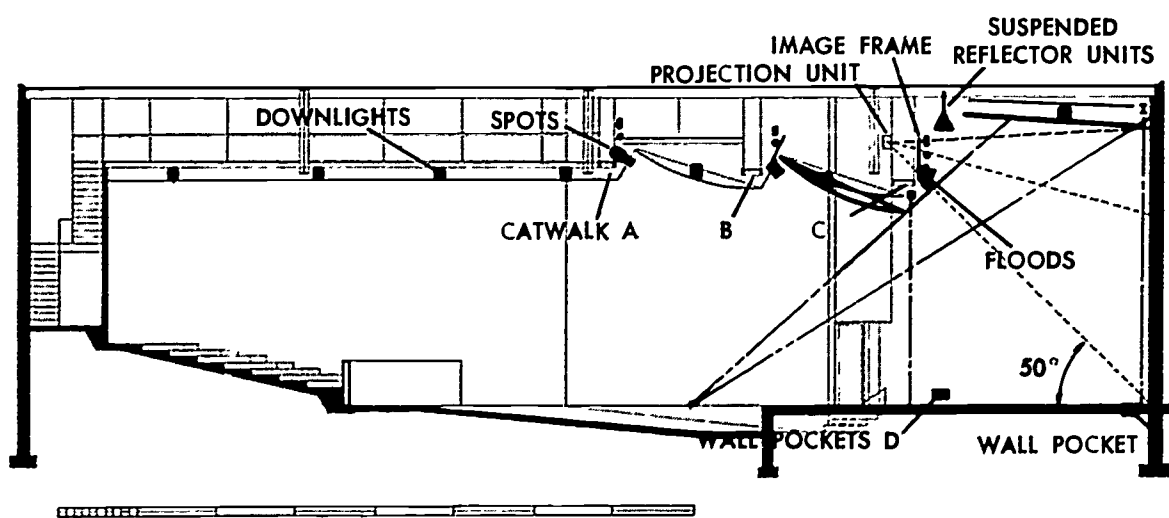 SUSPENDED
REFLECTOR UNITS
IMAGE FRAME
PROJECTION UNIT
DOWNLIGHTS
SPOTS
CATWALK A
B
C
FLOODS
50°
WALL POCKETS D
WALL POCKET